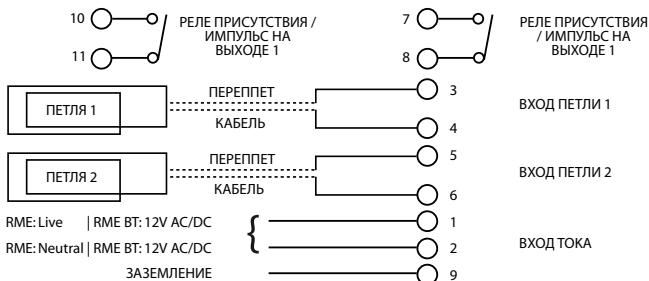 10
РЕЛЕ ПРИСУТСТВИЯ /
ИМПУЛЬС НА
ВЫХОДЕ 1
11
7
РЕЛЕ ПРИСУТСТВИЯ
/ ИМПУЛЬС НА
ВЫХОДЕ 1
8
ПЕТЛЯ 1
ПЕРЕППЕТ
КАБЕЛЬ
3
4
ВХОД ПЕТЛИ 1
ПЕТЛЯ 2
ПЕРЕППЕТ
КАБЕЛЬ
5
6
ВХОД ПЕТЛИ 2
RME: Live | RME BT: 12V AC/DC
1
RME: Neutral | RME BT: 12V AC/DC
2
ВХОД ТОКА
ЗАЗЕМЛЕНИЕ
9